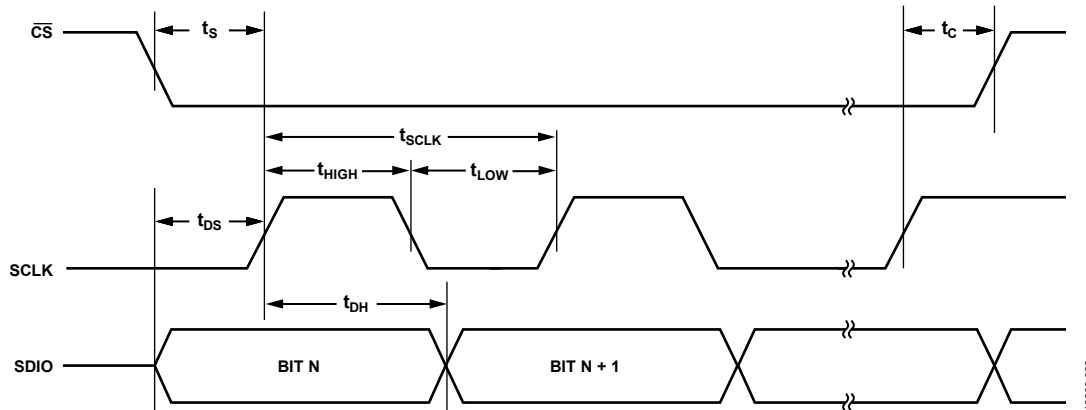 CS
tS
tC
tSCLK
tHIGH
tLOW
tDS
SCLK
tDH
SDIO
BIT N
BIT N + 1